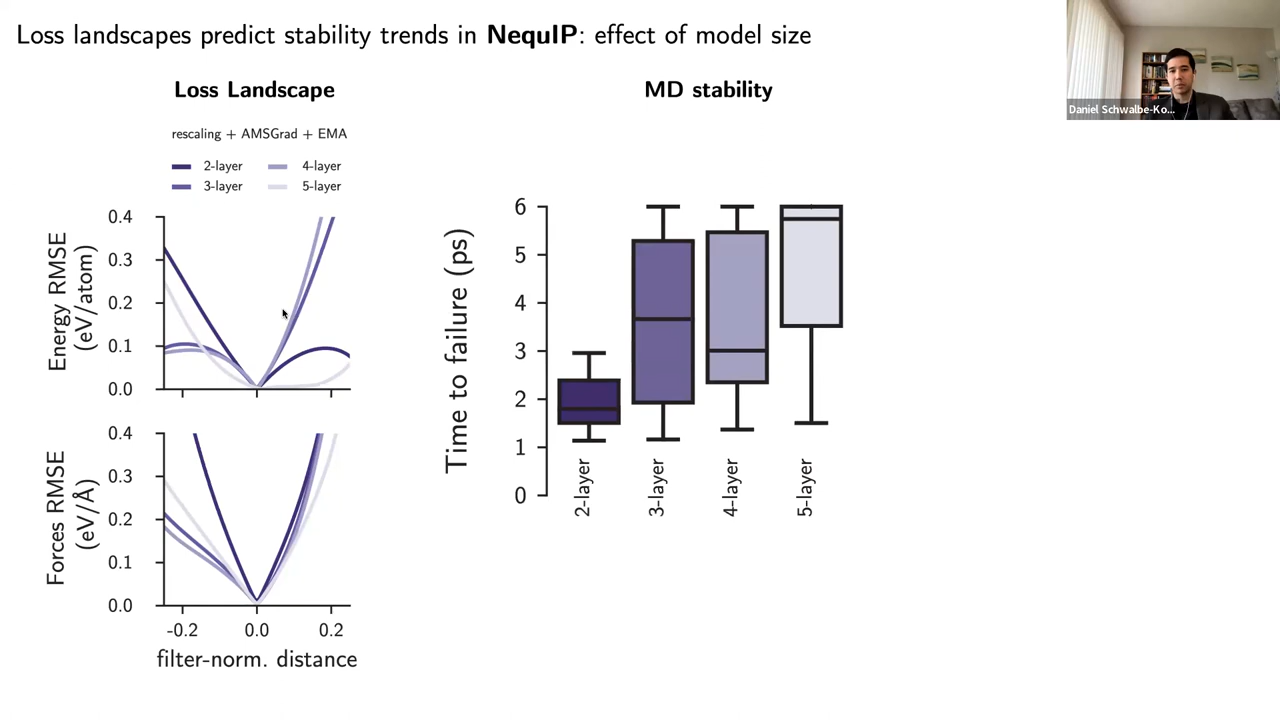 Loss landscapes predict stability trends in NequIP: effect of model size
Daniel Schwalbe-Ko...
Loss Landscape
MD stability
rescaling + AMSGrad + EMA
2-layer
4-layer
3-layer
5-layer
Energy RMSE
(eV/atom)
0.4
0.3
0.2
0.1
0.0
Forces RMSE
(eV/Å)
0.4
0.3
0.2
0.1
0.0
-0.2
0.0
0.2
filter-norm. distance
Time to failure (ps)
6
5
4
3
2
1
0
2-layer
3-layer
4-layer
5-layer